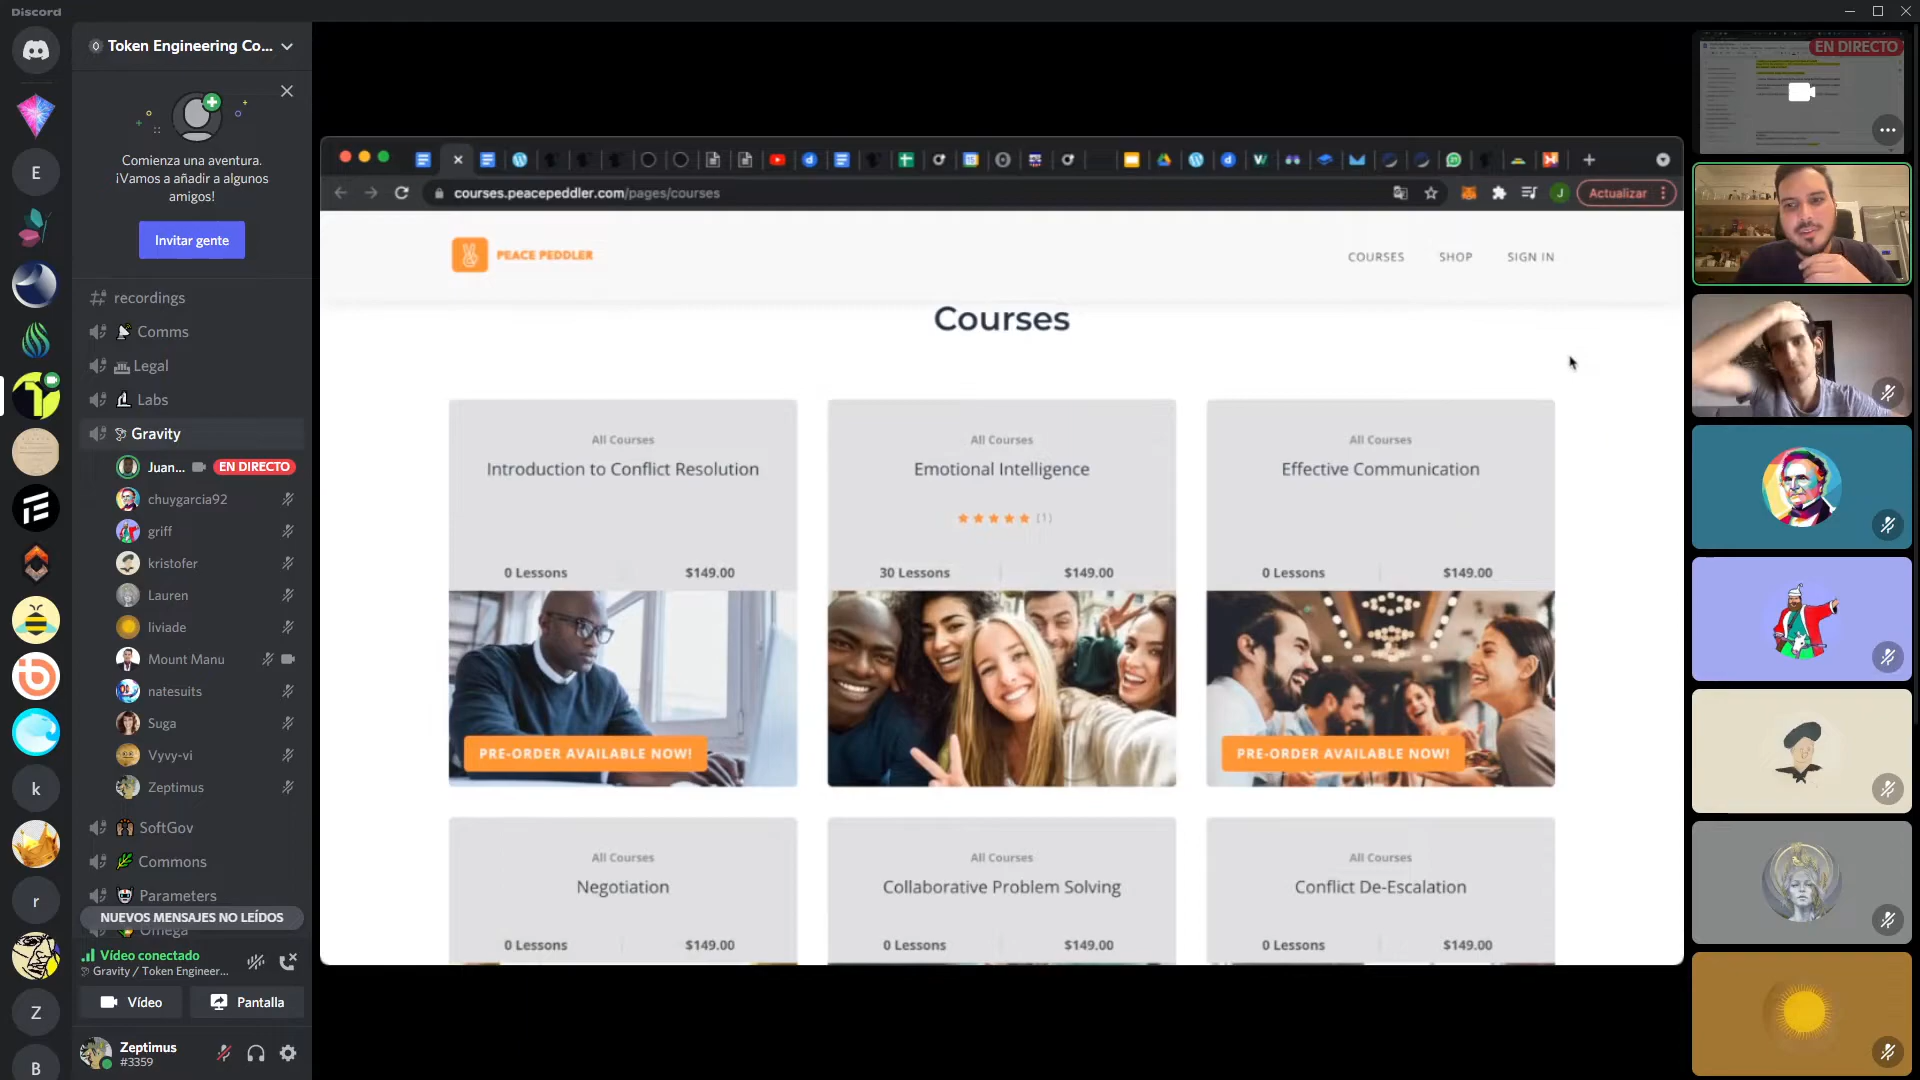 Discord
Token Engineering Co...
Comienza una aventura.
¡Vamos a añadir a algunos
amigos!
Invitar gente
recordings
Comms
Legal
Labs
Gravity
Juan...
EN DIRECTO
chuygarcia92
griff
kristofer
Lauren
liviade
Mount Manu
natesuits
Suga
Vyvy-vi
Zeptimus
SoftGov
Commons
Parameters
NUEVOS MENSAJES NO LEÍDOS
Omega
Vídeo conectado
Gravity / Token Engineer...
Vídeo
Pantalla
Zeptimus
#3359
E
k
r
Z
B
courses.peacepeddler.com/pages/courses
J
Actualizar
PEACE PEDDLER
COURSES
SHOP
SIGN IN
Courses
All Courses
Introduction to Conflict Resolution
0 Lessons
$149.00
PRE-ORDER AVAILABLE NOW!
All Courses
Emotional Intelligence
(1)
30 Lessons
$149.00
All Courses
Effective Communication
0 Lessons
$149.00
PRE-ORDER AVAILABLE NOW!
All Courses
Negotiation
0 Lessons
$149.00
All Courses
Collaborative Problem Solving
0 Lessons
$149.00
All Courses
Conflict De-Escalation
0 Lessons
$149.00
EN DIRECTO